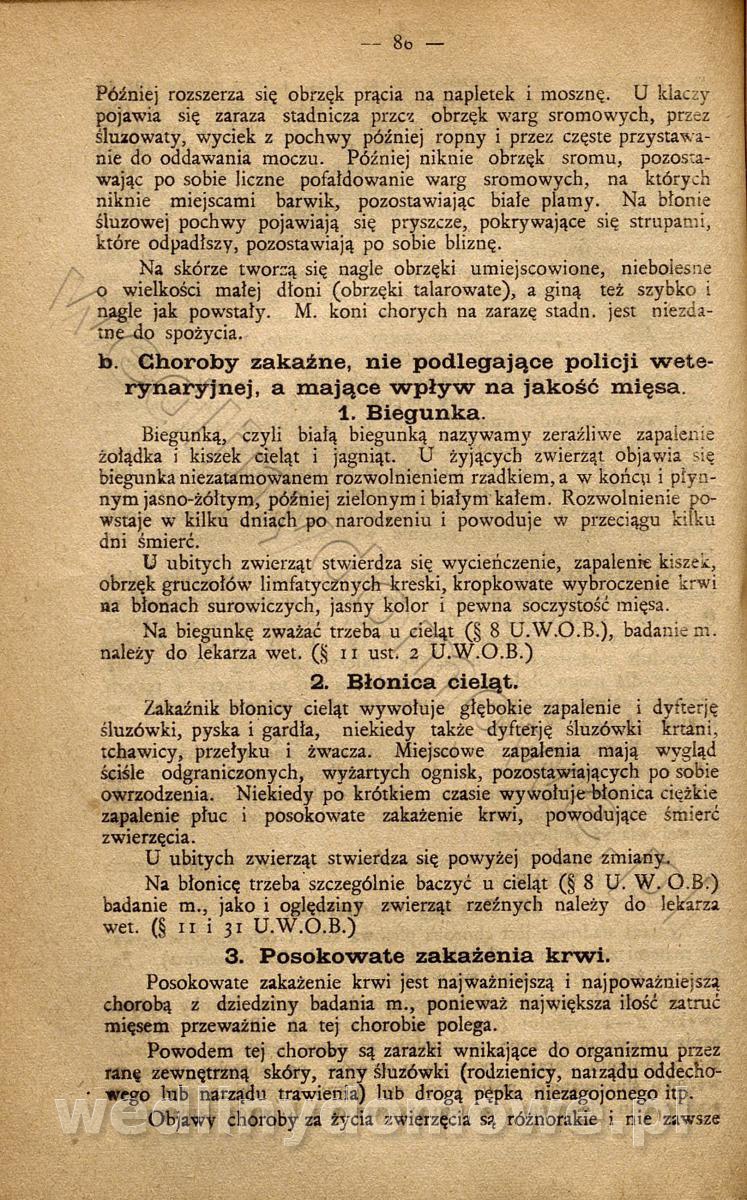 — 86 —
Później rozszerza się obrzęk prącia na napletek i mosznę. U klaczy
pojawia się zaraza stadnicza przez obrzęk warg sromowych, przez
śluzowaty, wyciek z pochwy później ropny i przez częste przystawa-
nie do oddawania moczu. Później niknie obrzęk sromu, pozosta-
wając po sobie liczne pofałdowanie warg sromowych, na których
niknie miejscami barwik, pozostawiając białe plamy. Na błonie
śluzowej pochwy pojawiają się pryszcze, pokrywające się strupami,
które odpadłszy, pozostawiają po sobie bliznę.
Na skórze tworzą się nagle obrzęki umiejscowione, niebolesne
o wielkości małej dłoni (obrzęki talarowate), a giną też szybko i
nagle jak powstały. M. koni chorych na zarazę stadn. jest niezda-
tne do spożycia.
b. Choroby zakaźne, nie podlegające policji wete-
rynaryjnej, a mające wpływ na jakość mięsa.
1. Biegunka.
Biegunką, czyli białą biegunką nazywamy zeraźliwe zapalenie
żołądka i kiszek cieląt i jagniąt. U żyjących zwierząt objawia się
biegunka niezatamowanem rozwolnieniem rzadkiem, a w końcu i płyn-
nym jasno-żółtym, później zielonym i białym kałem. Rozwolnienie po-
wstaje w kilku dniach po narodzeniu i powoduje w przeciągu kilku
dni śmierć.
U ubitych zwierząt stwierdza się wycieńczenie, zapalenie kiszek,
obrzęk gruczołów limfatycznych kreski, kropkowate wybroczenie krwi
na błonach surowiczych, jasny kolor i pewna soczystość mięsa.
Na biegunkę zważać trzeba u cieląt (§ 8 U.W.O.B.), badanie m.
należy do lekarza wet. (§ 11 ust. 2 U.W.O.B.)
2. Błonica cieląt.
Zakaźnik błonicy cieląt wywołuje głębokie zapalenie i dyfterję
śluzówki, pyska i gardła, niekiedy także dyfterję śluzówki krtani,
tchawicy, przełyku i żwacza. Miejscowe zapalenia mają wygląd
ściśle odgraniczonych, wyżartych ognisk, pozostawiających po sobie
owrzodzenia. Niekiedy po krótkiem czasie wywołuje błonica ciężkie
zapalenie płuc i posokowate zakażenie krwi, powodujące śmierć
zwierzęcia.
U ubitych zwierząt stwierdza się powyżej podane zmiany.
Na błonicę trzeba szczególnie baczyć u cieląt (§ 8 U. W. O.B.)
badanie m., jako i oględziny zwierząt rzeźnych należy do lekarza
wet. (§ 11 i 31 U.W.O.B.)
3. Posokowate zakażenia krwi.
Posokowate zakażenie krwi jest najważniejszą i najpoważniejszą
chorobą z dziedziny badania m., ponieważ największa ilość zatruć
mięsem przeważnie na tej chorobie polega.
Powodem tej choroby są zarazki wnikające do organizmu przez
ranę zewnętrzną skóry, rany śluzówki (rodzienicy, narządu oddecho-
wego lub narządu trawienia) lub drogą pępka niezagojonego itp.
Objawy choroby za życia zwierzęcia są różnorakie i nie zawsze